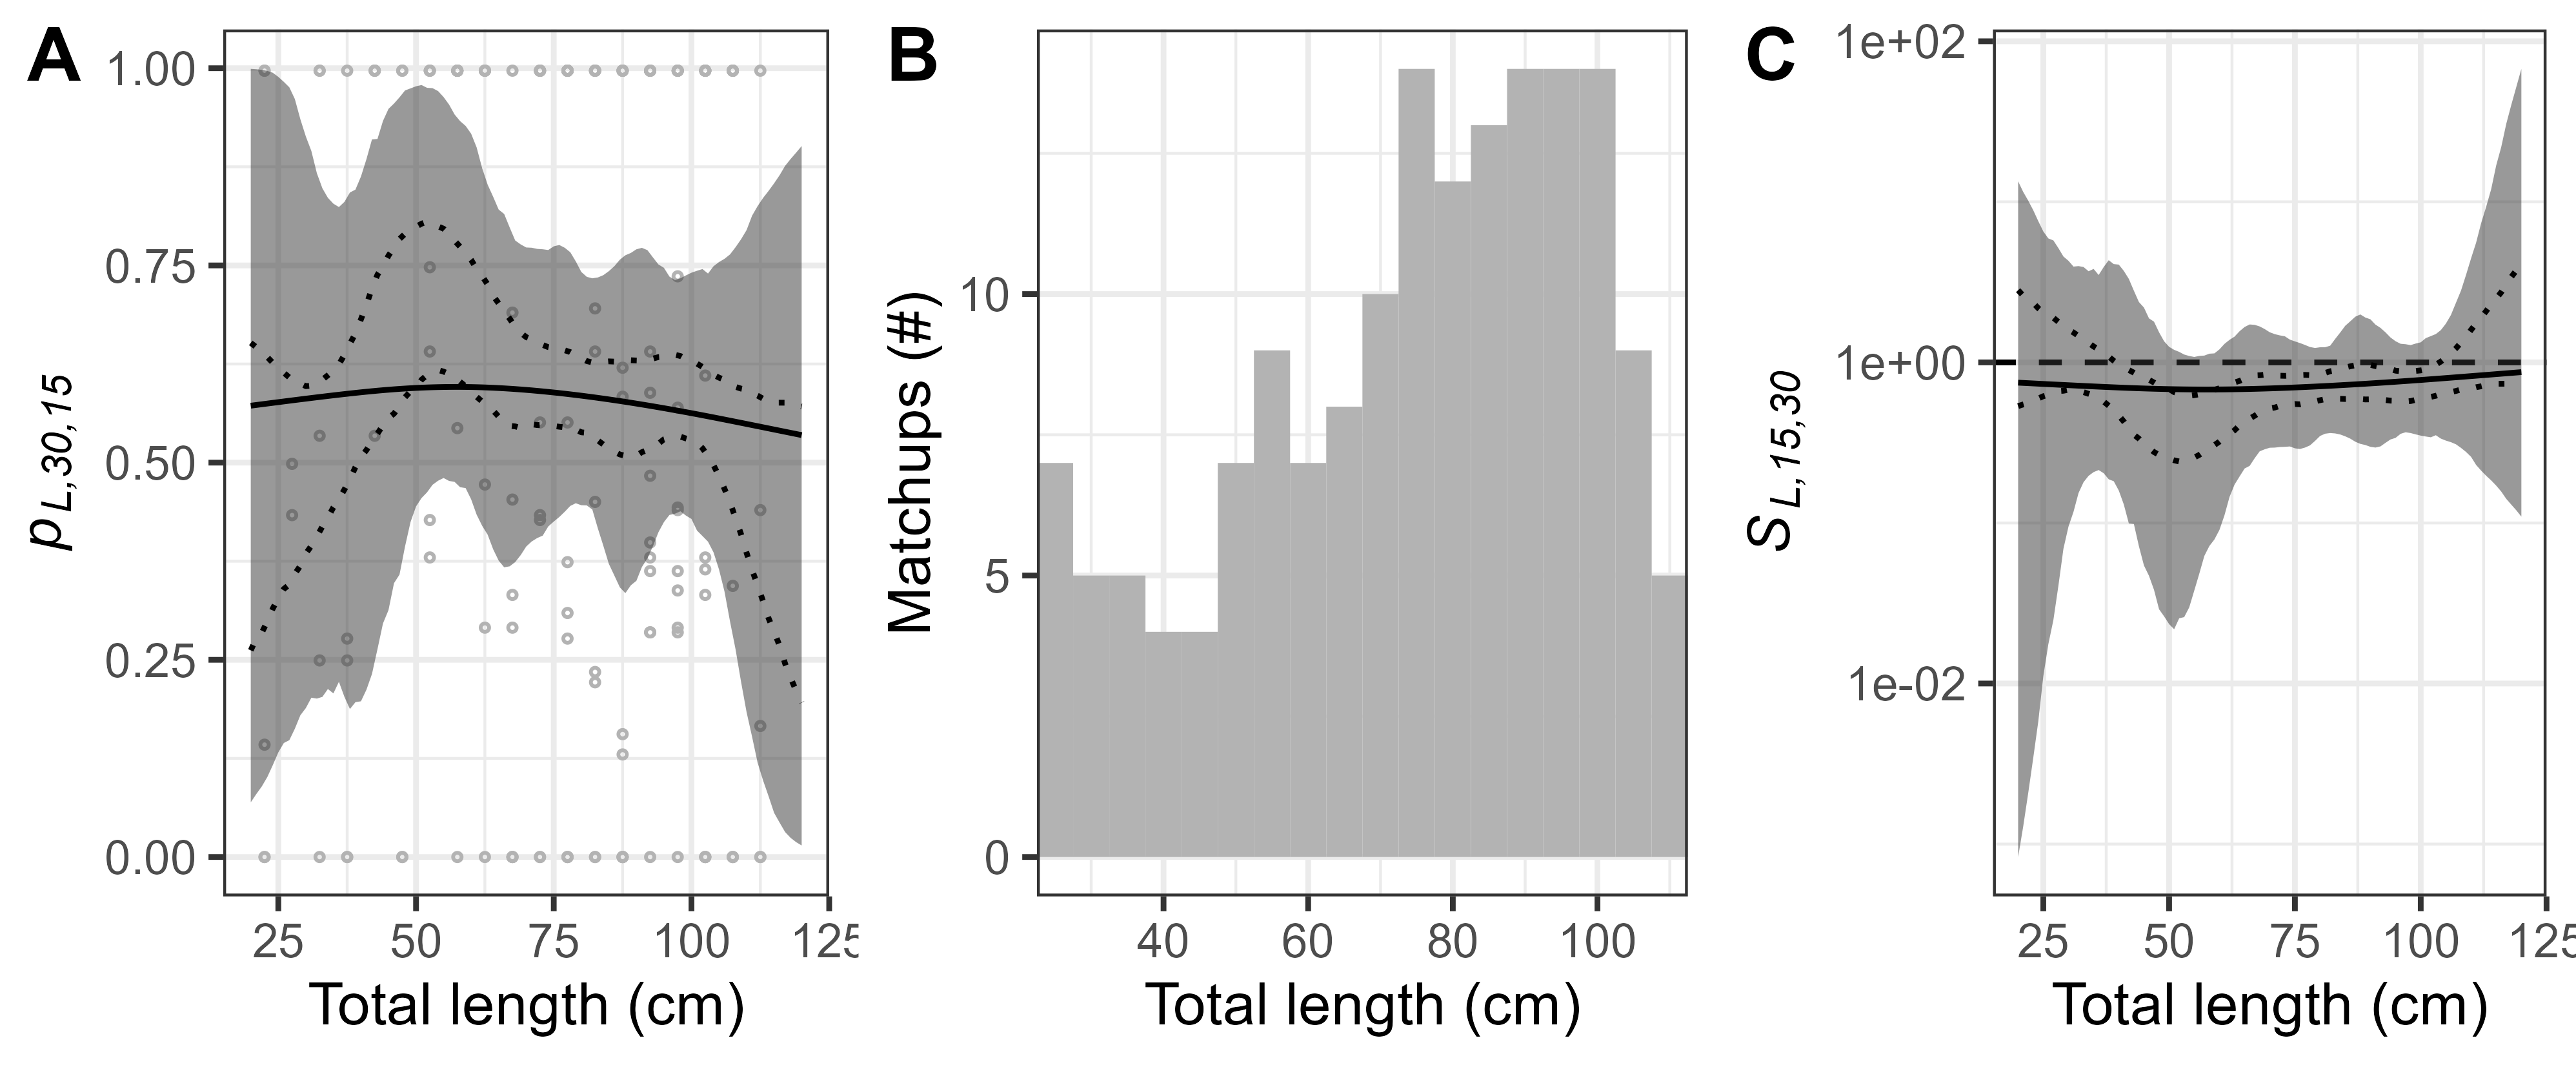 A
1.00
0.75
0.50
0.25
0.00
p L,30,15
25 50 75 100 125
Total length (cm)
B
10
5
0
Matchups (#)
40 60 80 100
Total length (cm)
C
1e+02
1e+00
1e-02
S L,15,30
25 50 75 100 125
Total length (cm)